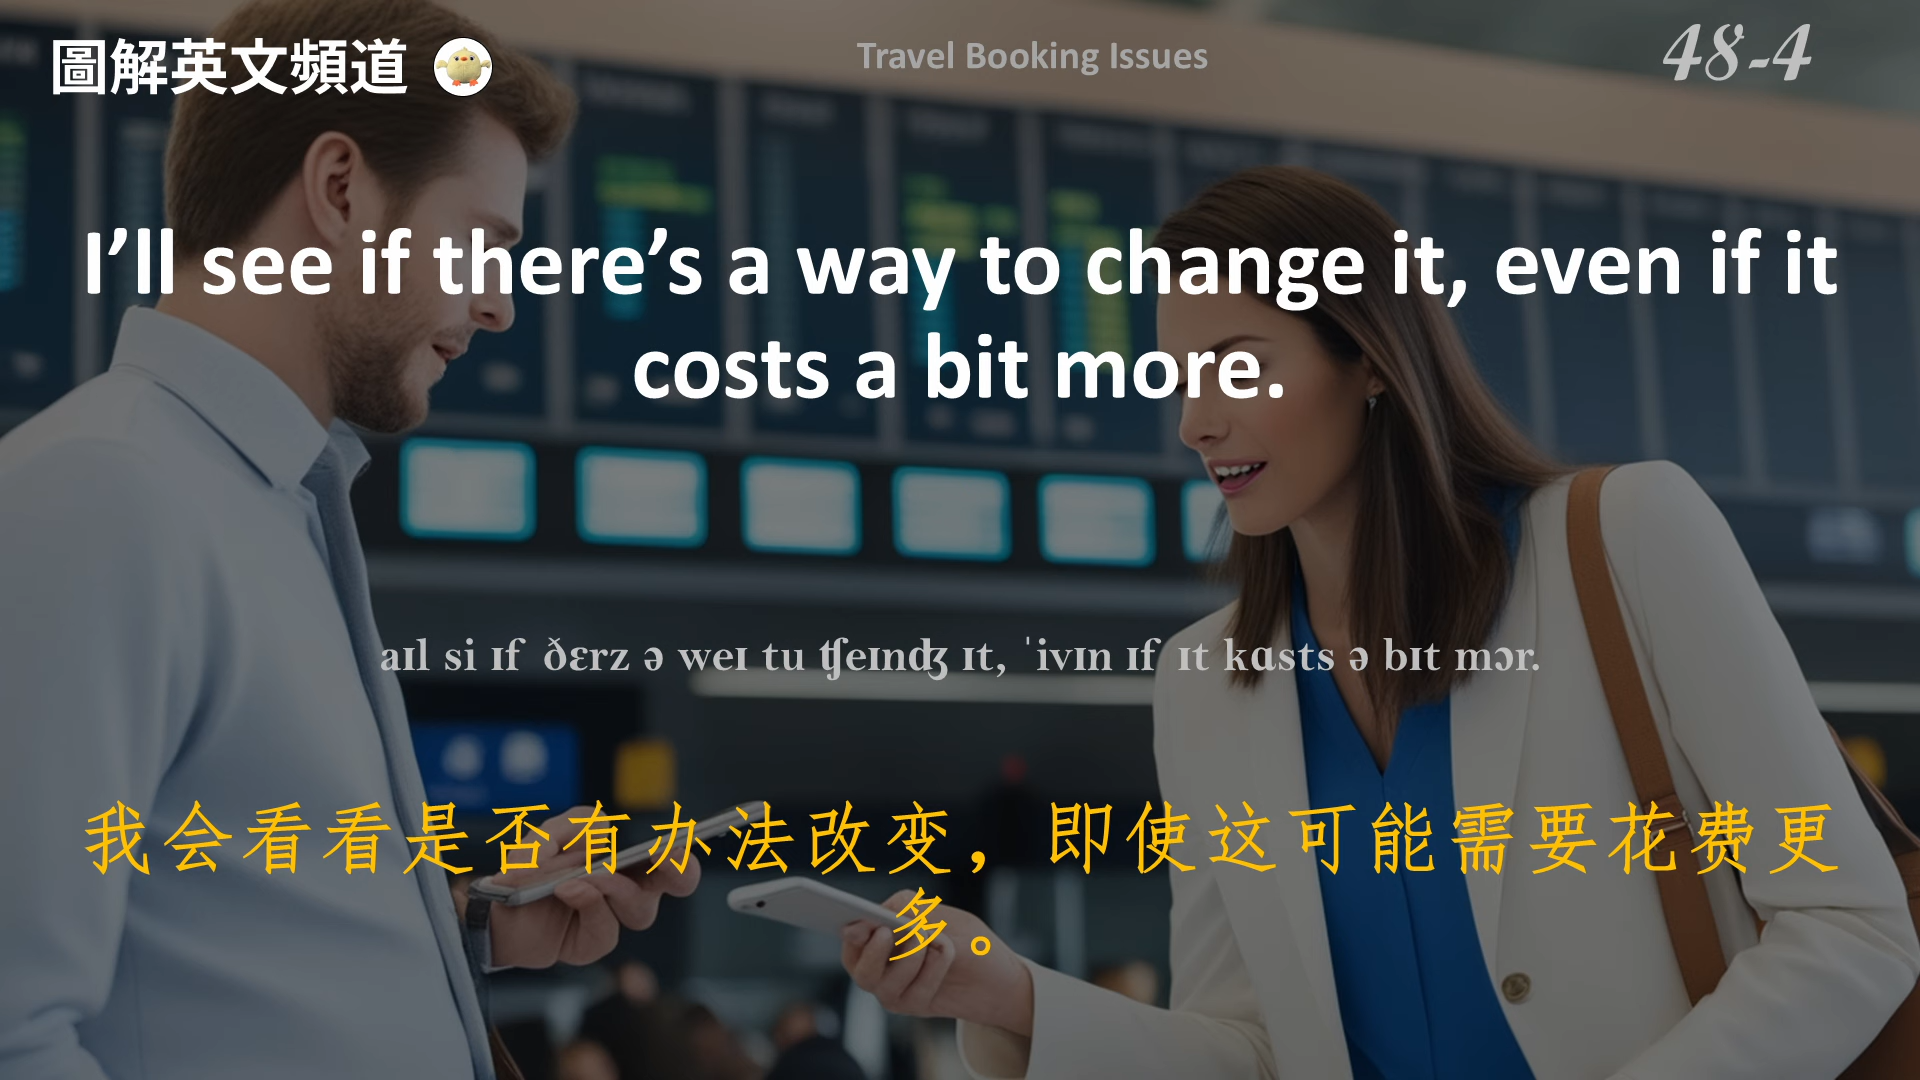 圖解英文頻道
Travel Booking Issues
48-4
I’ll see if there’s a way to change it, even if it
costs a bit more.
aɪl si ɪf ðɛrz ə weɪ tu ʧeɪnʤ ɪt, ˈivɪn ɪf ɪt kɑsts ə bɪt mɔr.
我会看看是否有办法改变，即使这可能需要花费更
多。